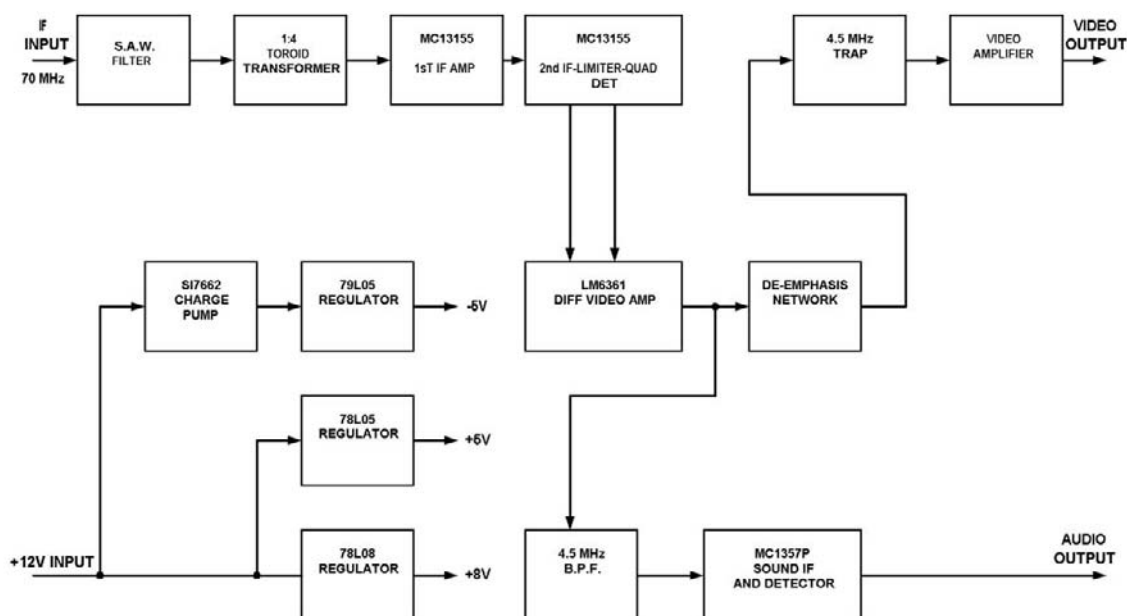 IF
INPUT
70 MHz
S.A.W.
FILTER
1:4
TOROID
TRANSFORMER
MC13155
1sT IF AMP
MC13155
2nd IF-LIMITER-QUAD
DET
4.5 MHz
TRAP
VIDEO
AMPLIFIER
VIDEO
OUTPUT
SI7662
CHARGE
PUMP
79L05
REGULATOR
-5V
LM6361
DIFF VIDEO AMP
DE-EMPHASIS
NETWORK
78L05
REGULATOR
+5V
+12V INPUT
78L08
REGULATOR
+8V
4.5 MHz
B.P.F.
MC1357P
SOUND IF
AND DETECTOR
AUDIO
OUTPUT